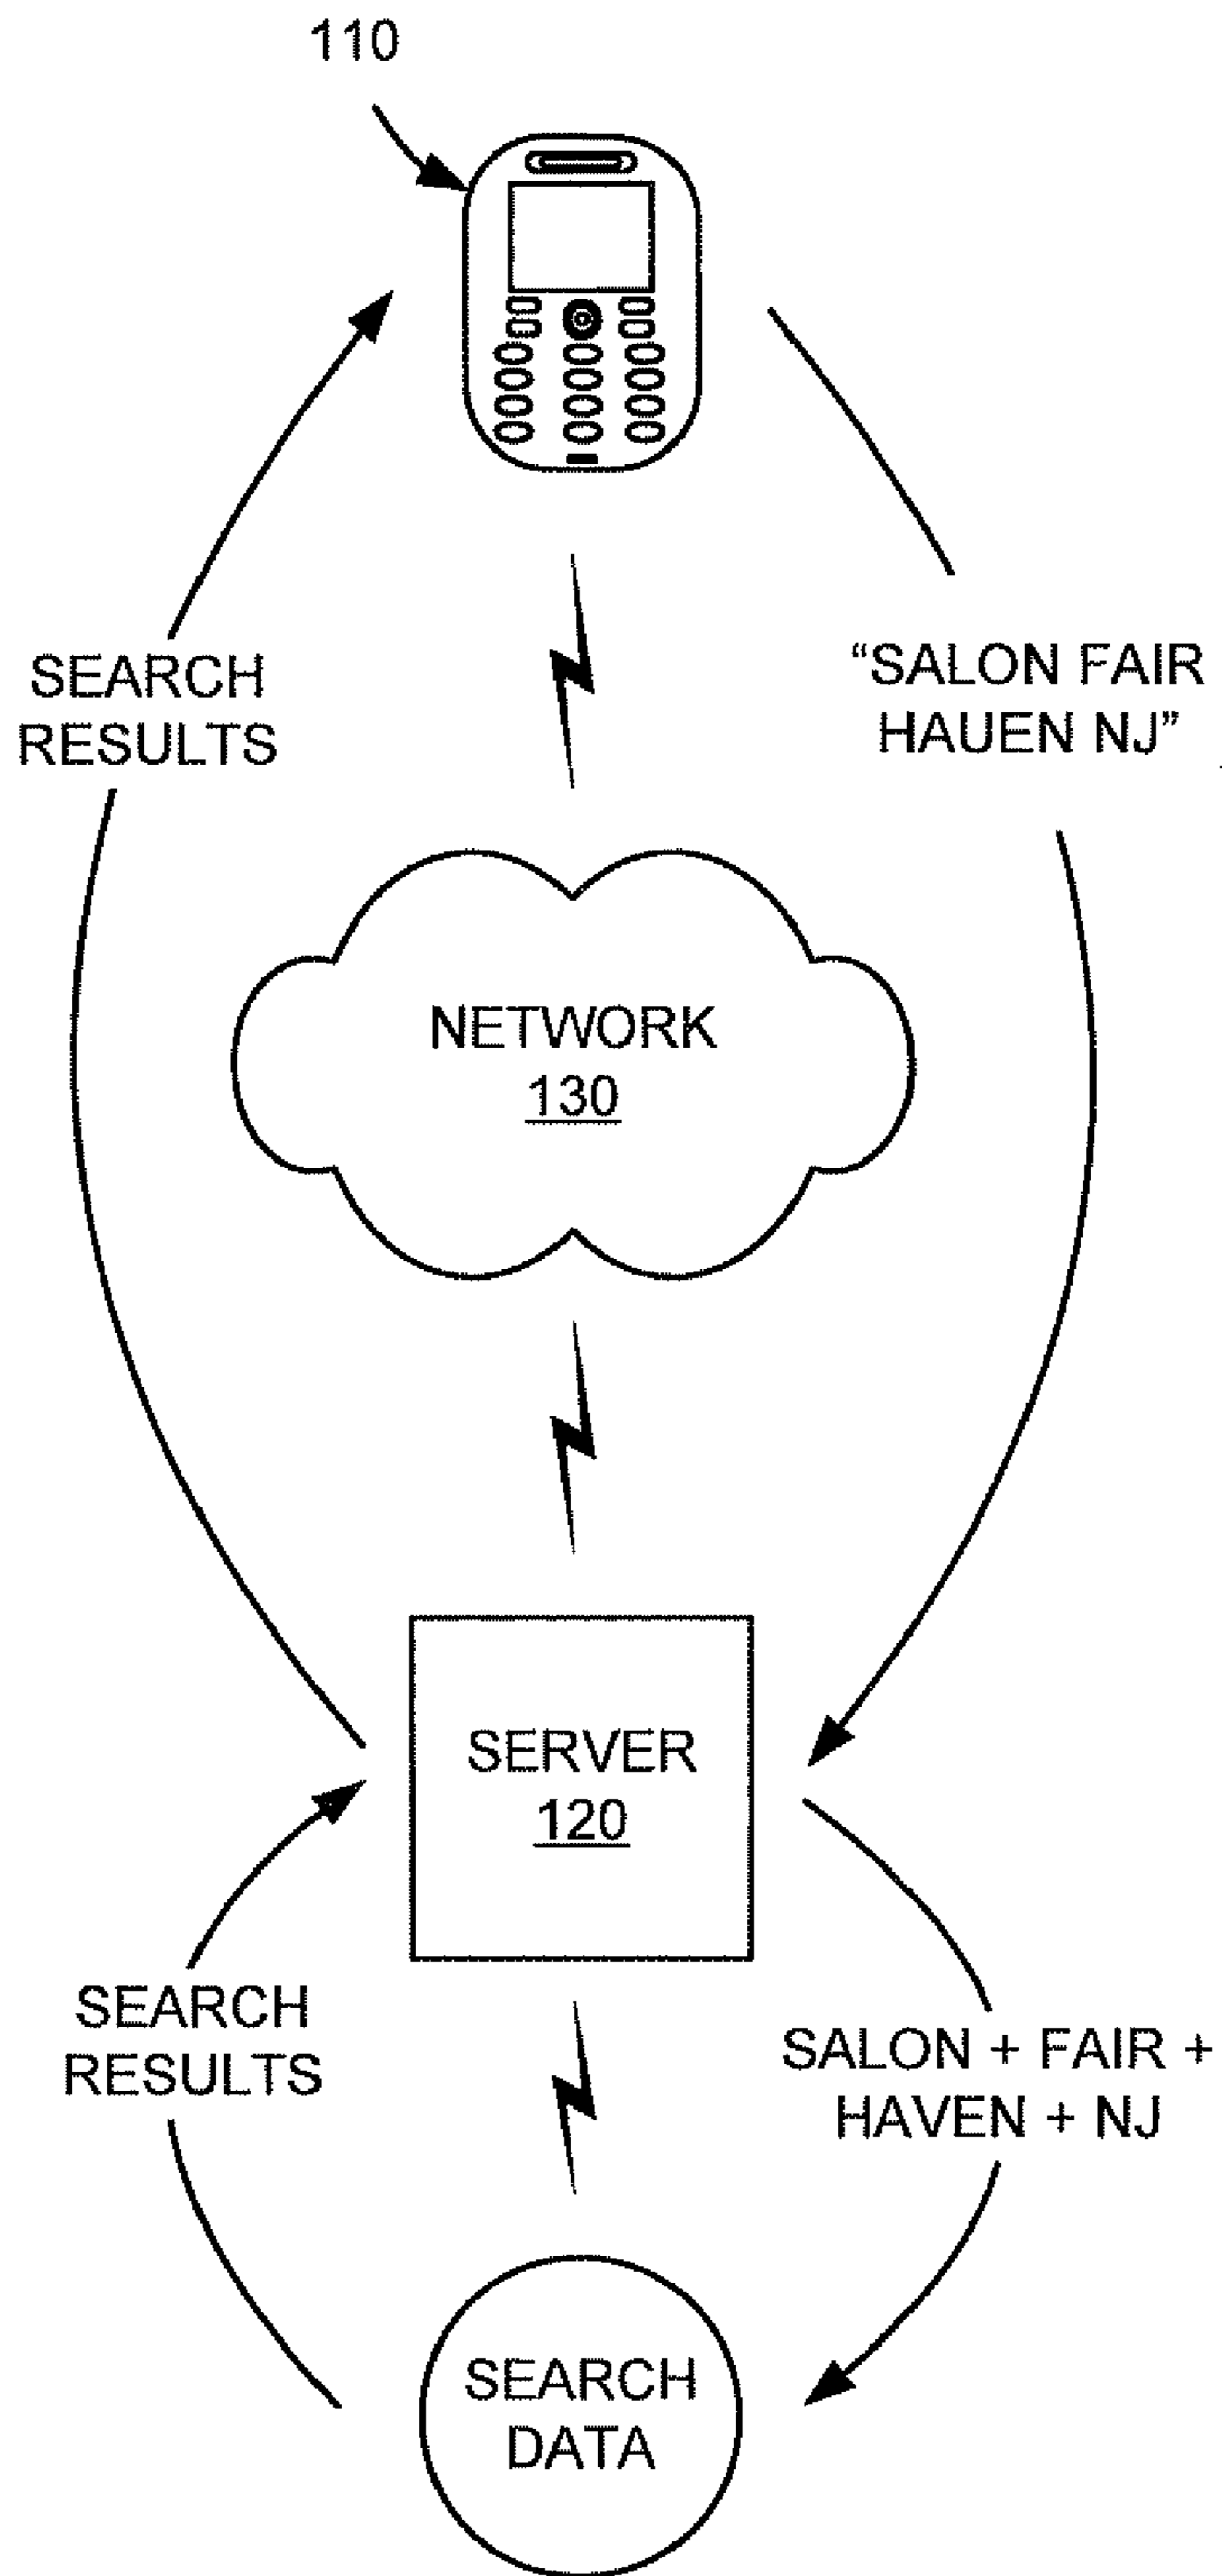 110
SEARCH
RESULTS
“SALON FAIR
HAUEN NJ”
NETWORK
130
SERVER
120
SEARCH
RESULTS
SALON + FAIR +
HAVEN + NJ
SEARCH
DATA